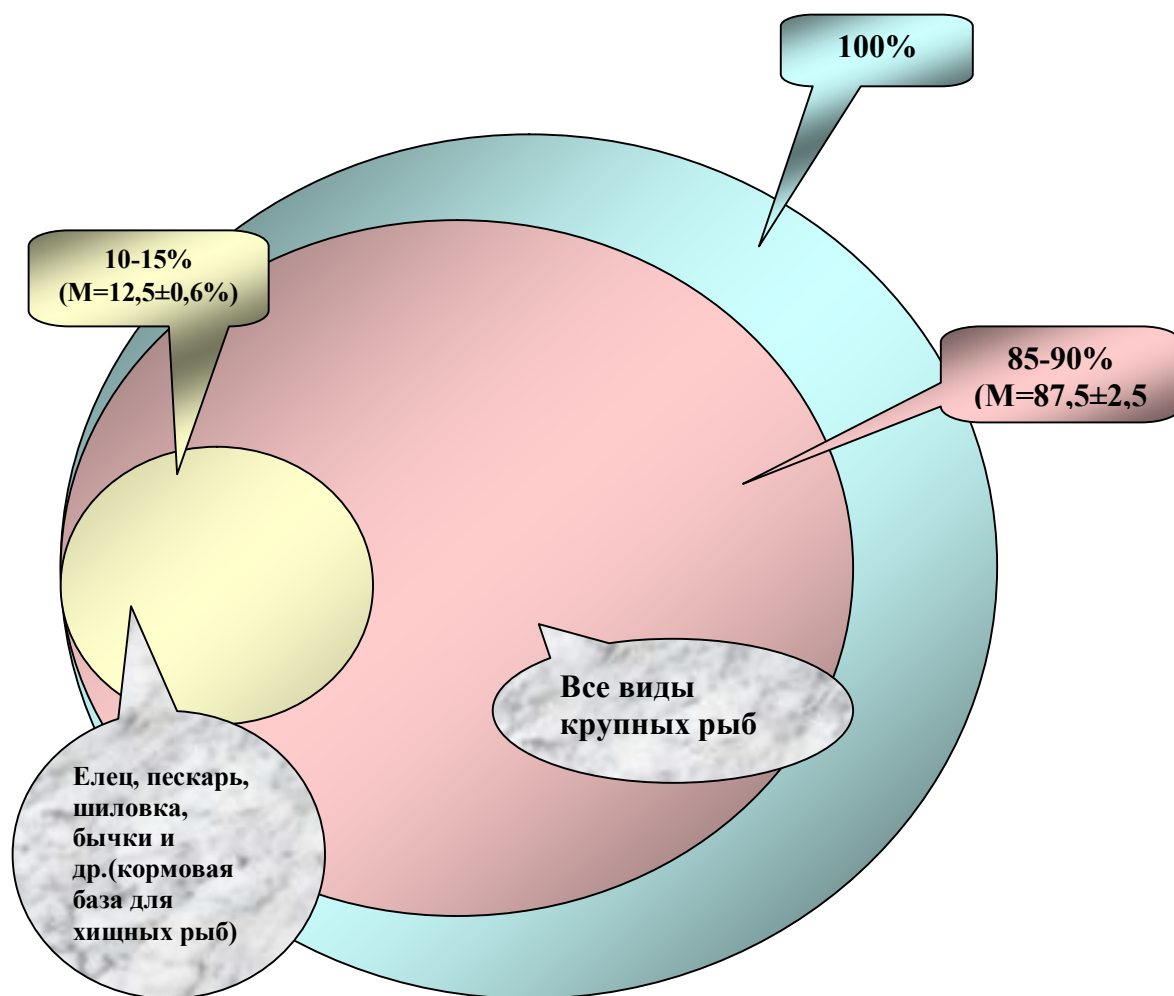 100%
10-15%
(М=12,5±0,6%)
85-90%
(М=87,5±2,5
Все виды
крупных рыб
Елец, пескарь,
шиловка,
бычки и
др.(кормовая
база для
хищных рыб)